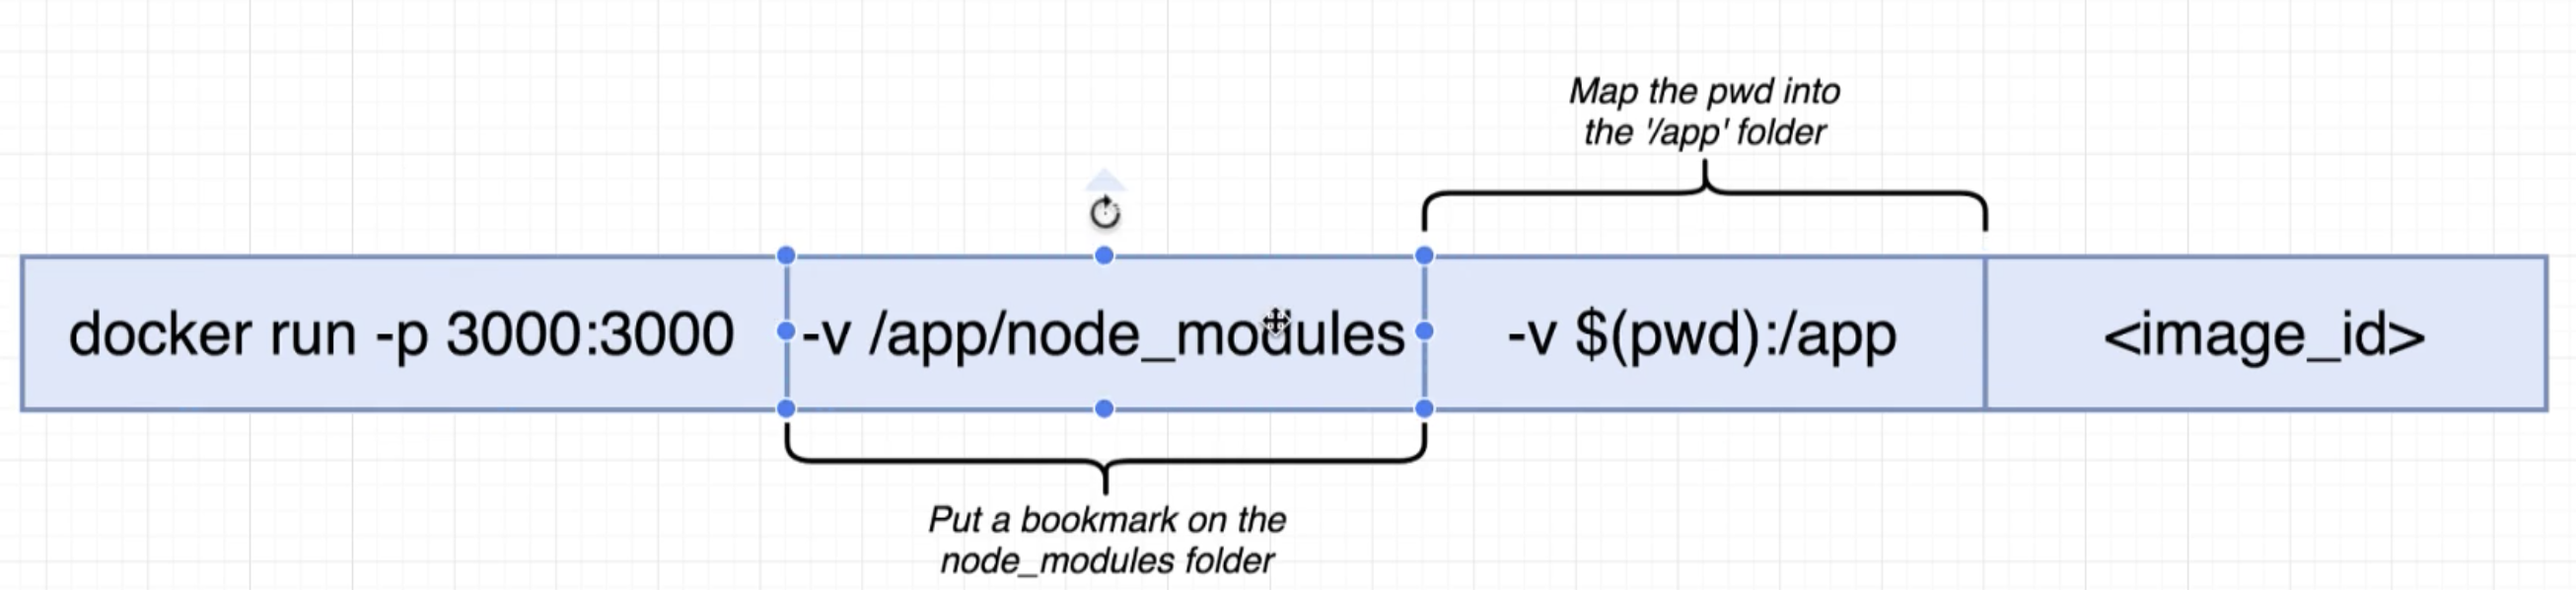 Map the pwd into
the '/app' folder
docker run -p 3000:3000 -v /app/node_modules -v $(pwd):/app <image_id>
Put a bookmark on the
node_modules folder